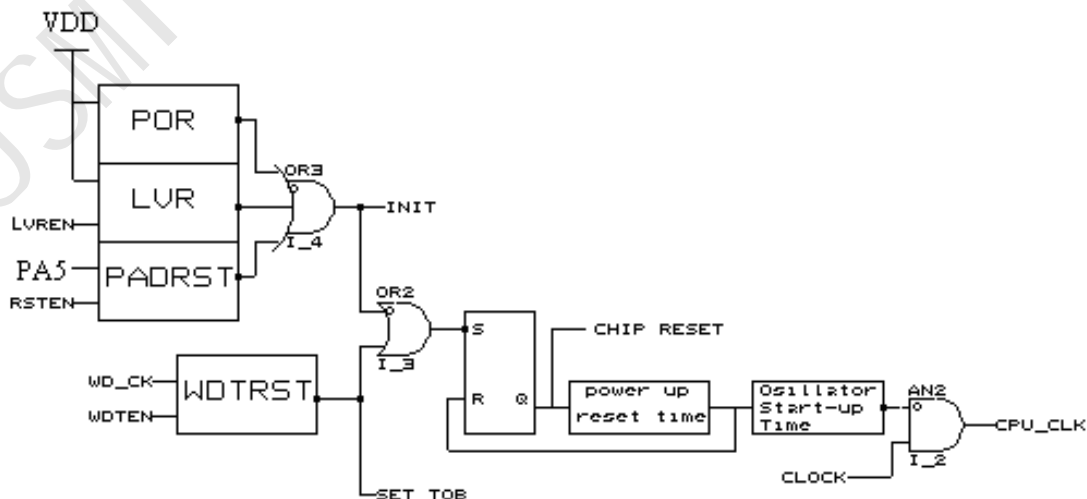 VDD
POR
OR3
LVR
INIT
LVREN
I_4
PA5
PADRST
RSTEN
OR2
S
CHIP RESET
I_3
WD_CK
WDTRST
WDTEN
R
Q
power up
reset time
Osillator
Start-up
Time
AN2
CPU_CLK
I_2
CLOCK
SET TOB